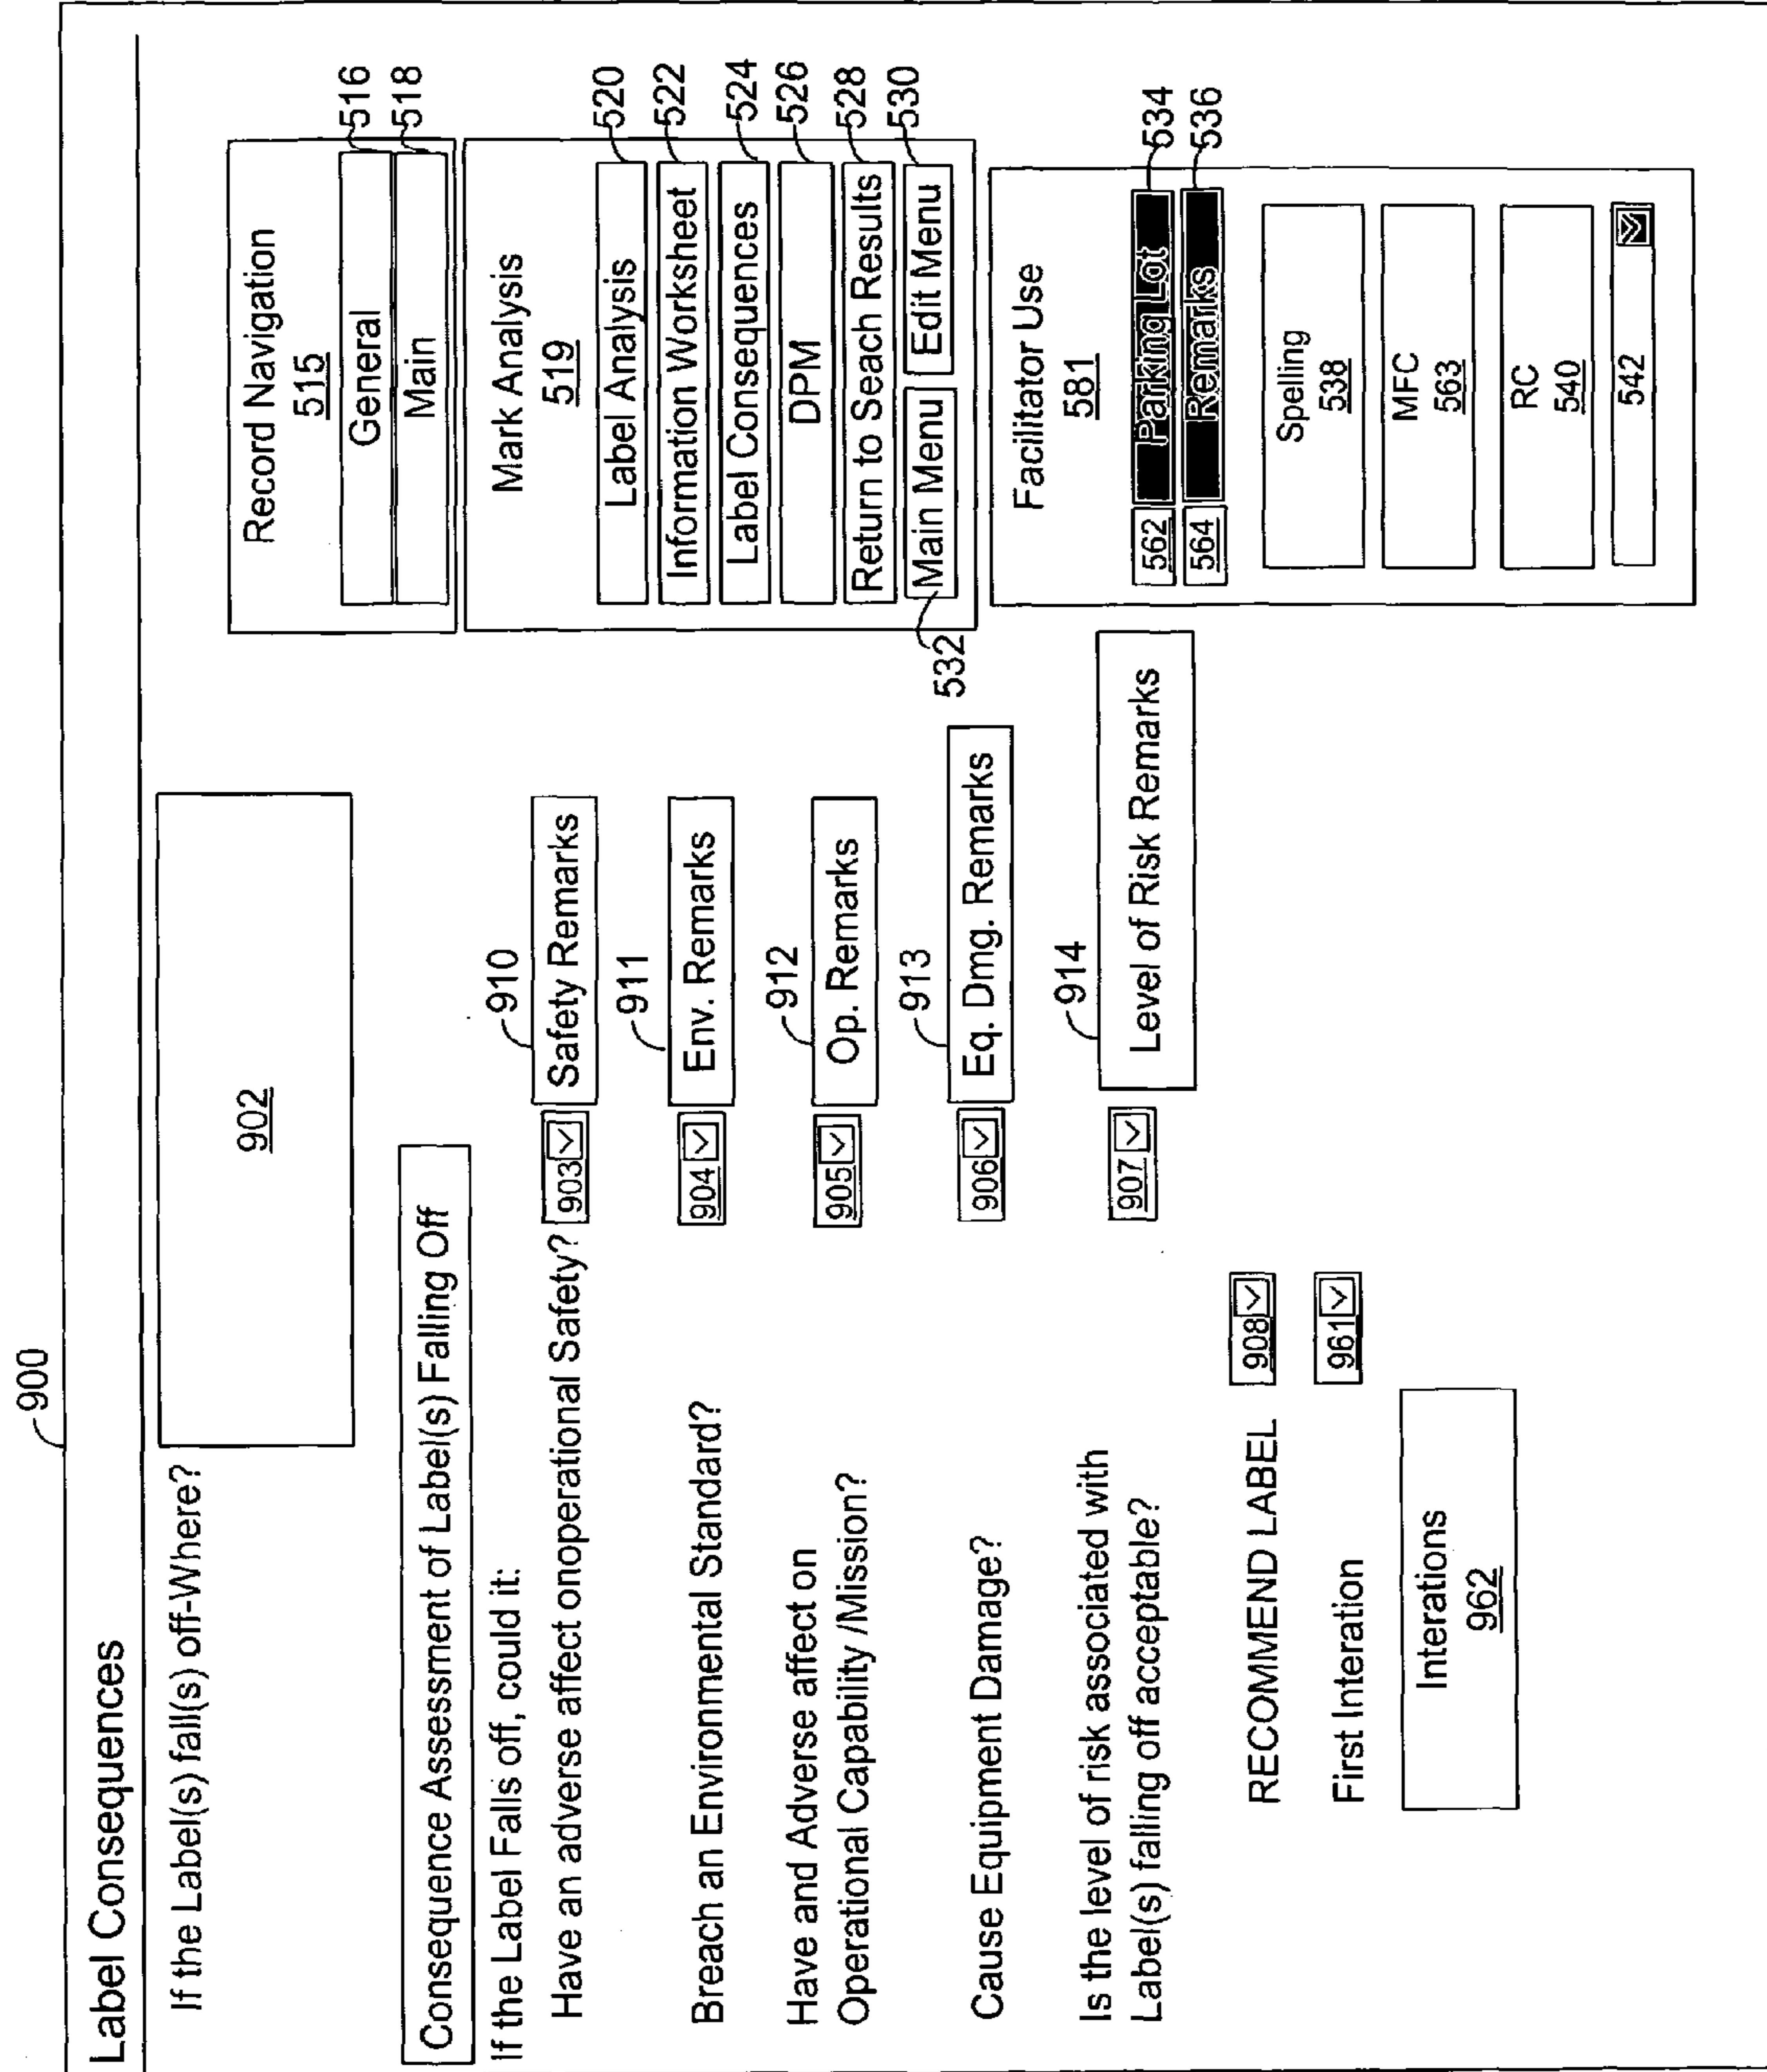 900
Label Consequences
If the Label(s) fall(s) off-Where?
902
Consequence Assessment of Label(s) Falling Off
If the Label Falls off, could it:
Have an adverse affect onoperational Safety?
903
Safety Remarks
910
Breach an Environmental Standard?
904
Env. Remarks
911
Have and Adverse affect on
Operational Capability /Mission?
905
Op. Remarks
912
Cause Equipment Damage?
906
Eq. Dmg. Remarks
913
Is the level of risk associated with
Label(s) falling off acceptable?
907
Level of Risk Remarks
914
RECOMMEND LABEL
908
First Interation
961
Interations
962
Record Navigation
515
General
516
Main
518
Mark Analysis
519
Label Analysis
520
Information Worksheet
522
Label Consequences
524
DPM
526
Return to Seach Results
528
Main Menu
532
Edit Menu
530
Facilitator Use
581
562
Parking Lot
534
564
Remarks
536
Spelling
538
MFC
563
RC
540
542